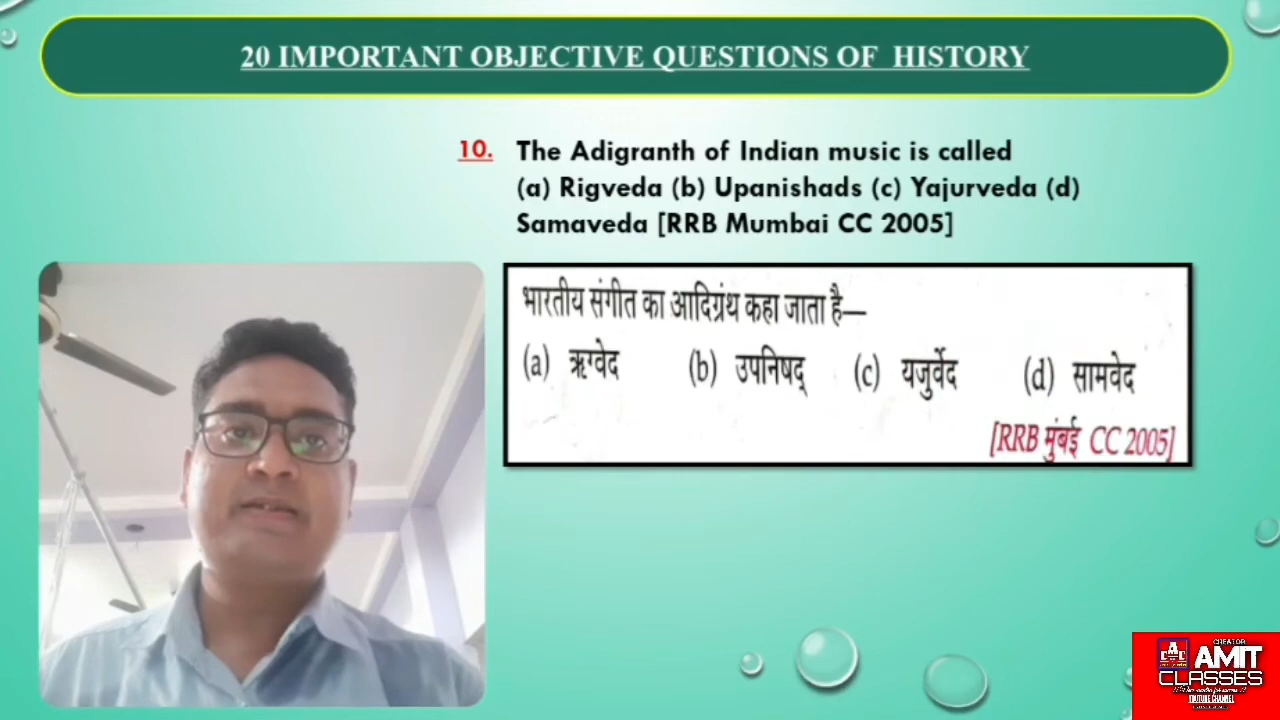 20 IMPORTANT OBJECTIVE QUESTIONS OF HISTORY
10. The Adigranth of Indian music is called
(a) Rigveda (b) Upanishads (c) Yajurveda (d)
Samaveda [RRB Mumbai CC 2005]
भारतीय संगीत का आदिग्रंथ कहा जाता है—
(a) ऋग्वेद (b) उपनिषद् (c) यजुर्वेद (d) सामवेद
[RRB मुंबई CC 2005]
CREATOR
AMIT
CLASSES
YOUTUBE CHANNEL